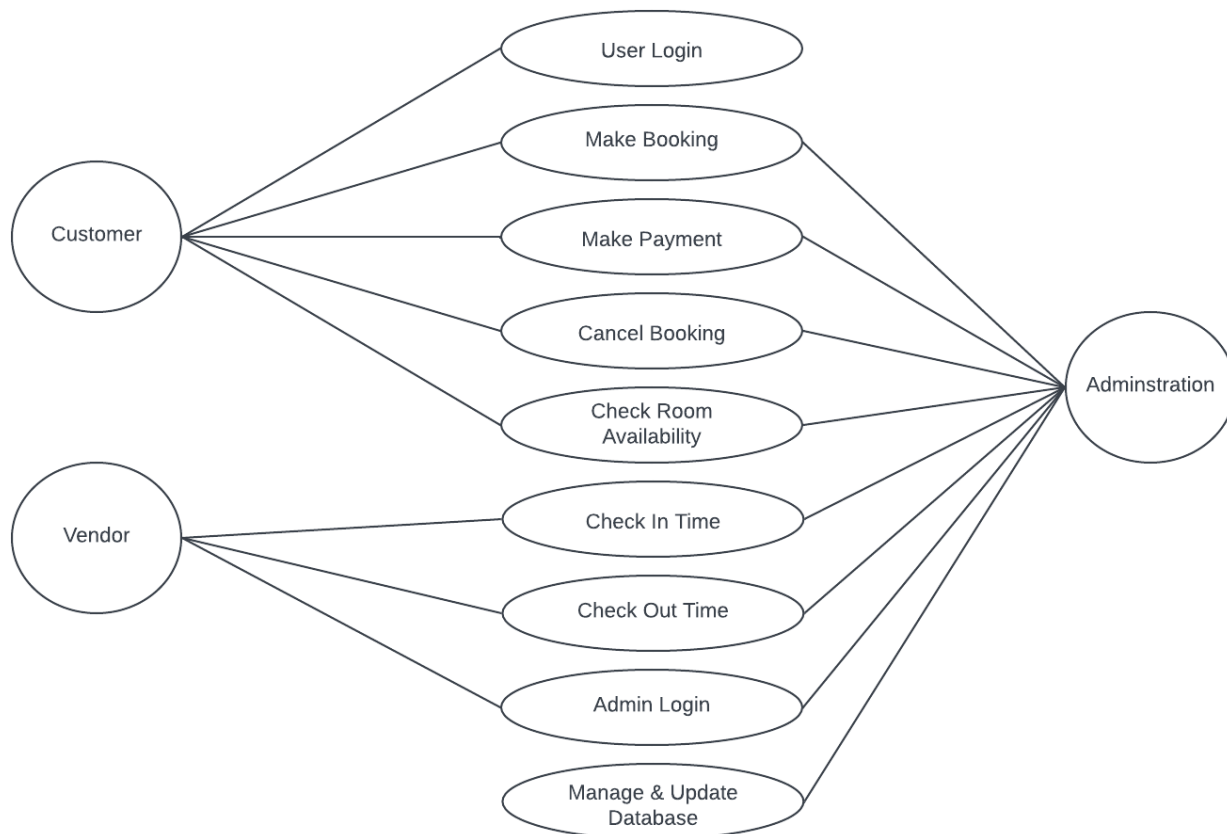 User Login
Make Booking
Customer
Make Payment
Cancel Booking
Adminstration
Check Room
Availability
Check In Time
Vendor
Check Out Time
Admin Login
Manage & Update
Database